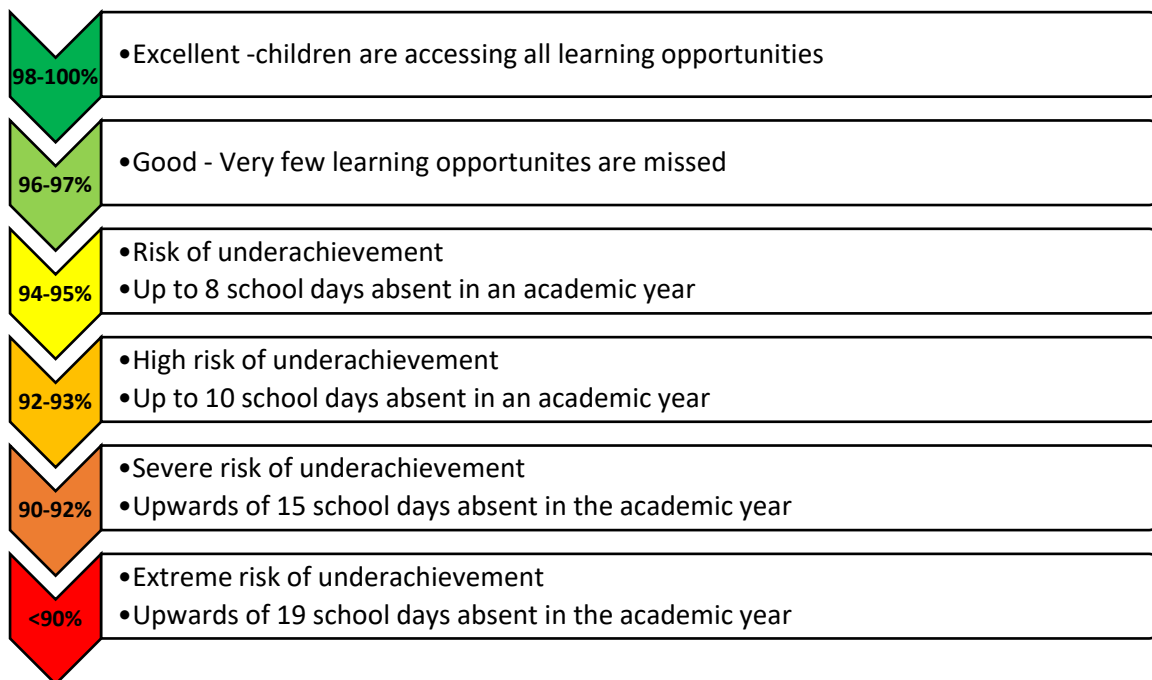 98-100%
•Excellent -children are accessing all learning opportunities
96-97%
•Good - Very few learning opportunites are missed
94-95%
•Risk of underachievement
•Up to 8 school days absent in an academic year
92-93%
•High risk of underachievement
•Up to 10 school days absent in an academic year
90-92%
•Severe risk of underachievement
•Upwards of 15 school days absent in the academic year
<90%
•Extreme risk of underachievement
•Upwards of 19 school days absent in the academic year